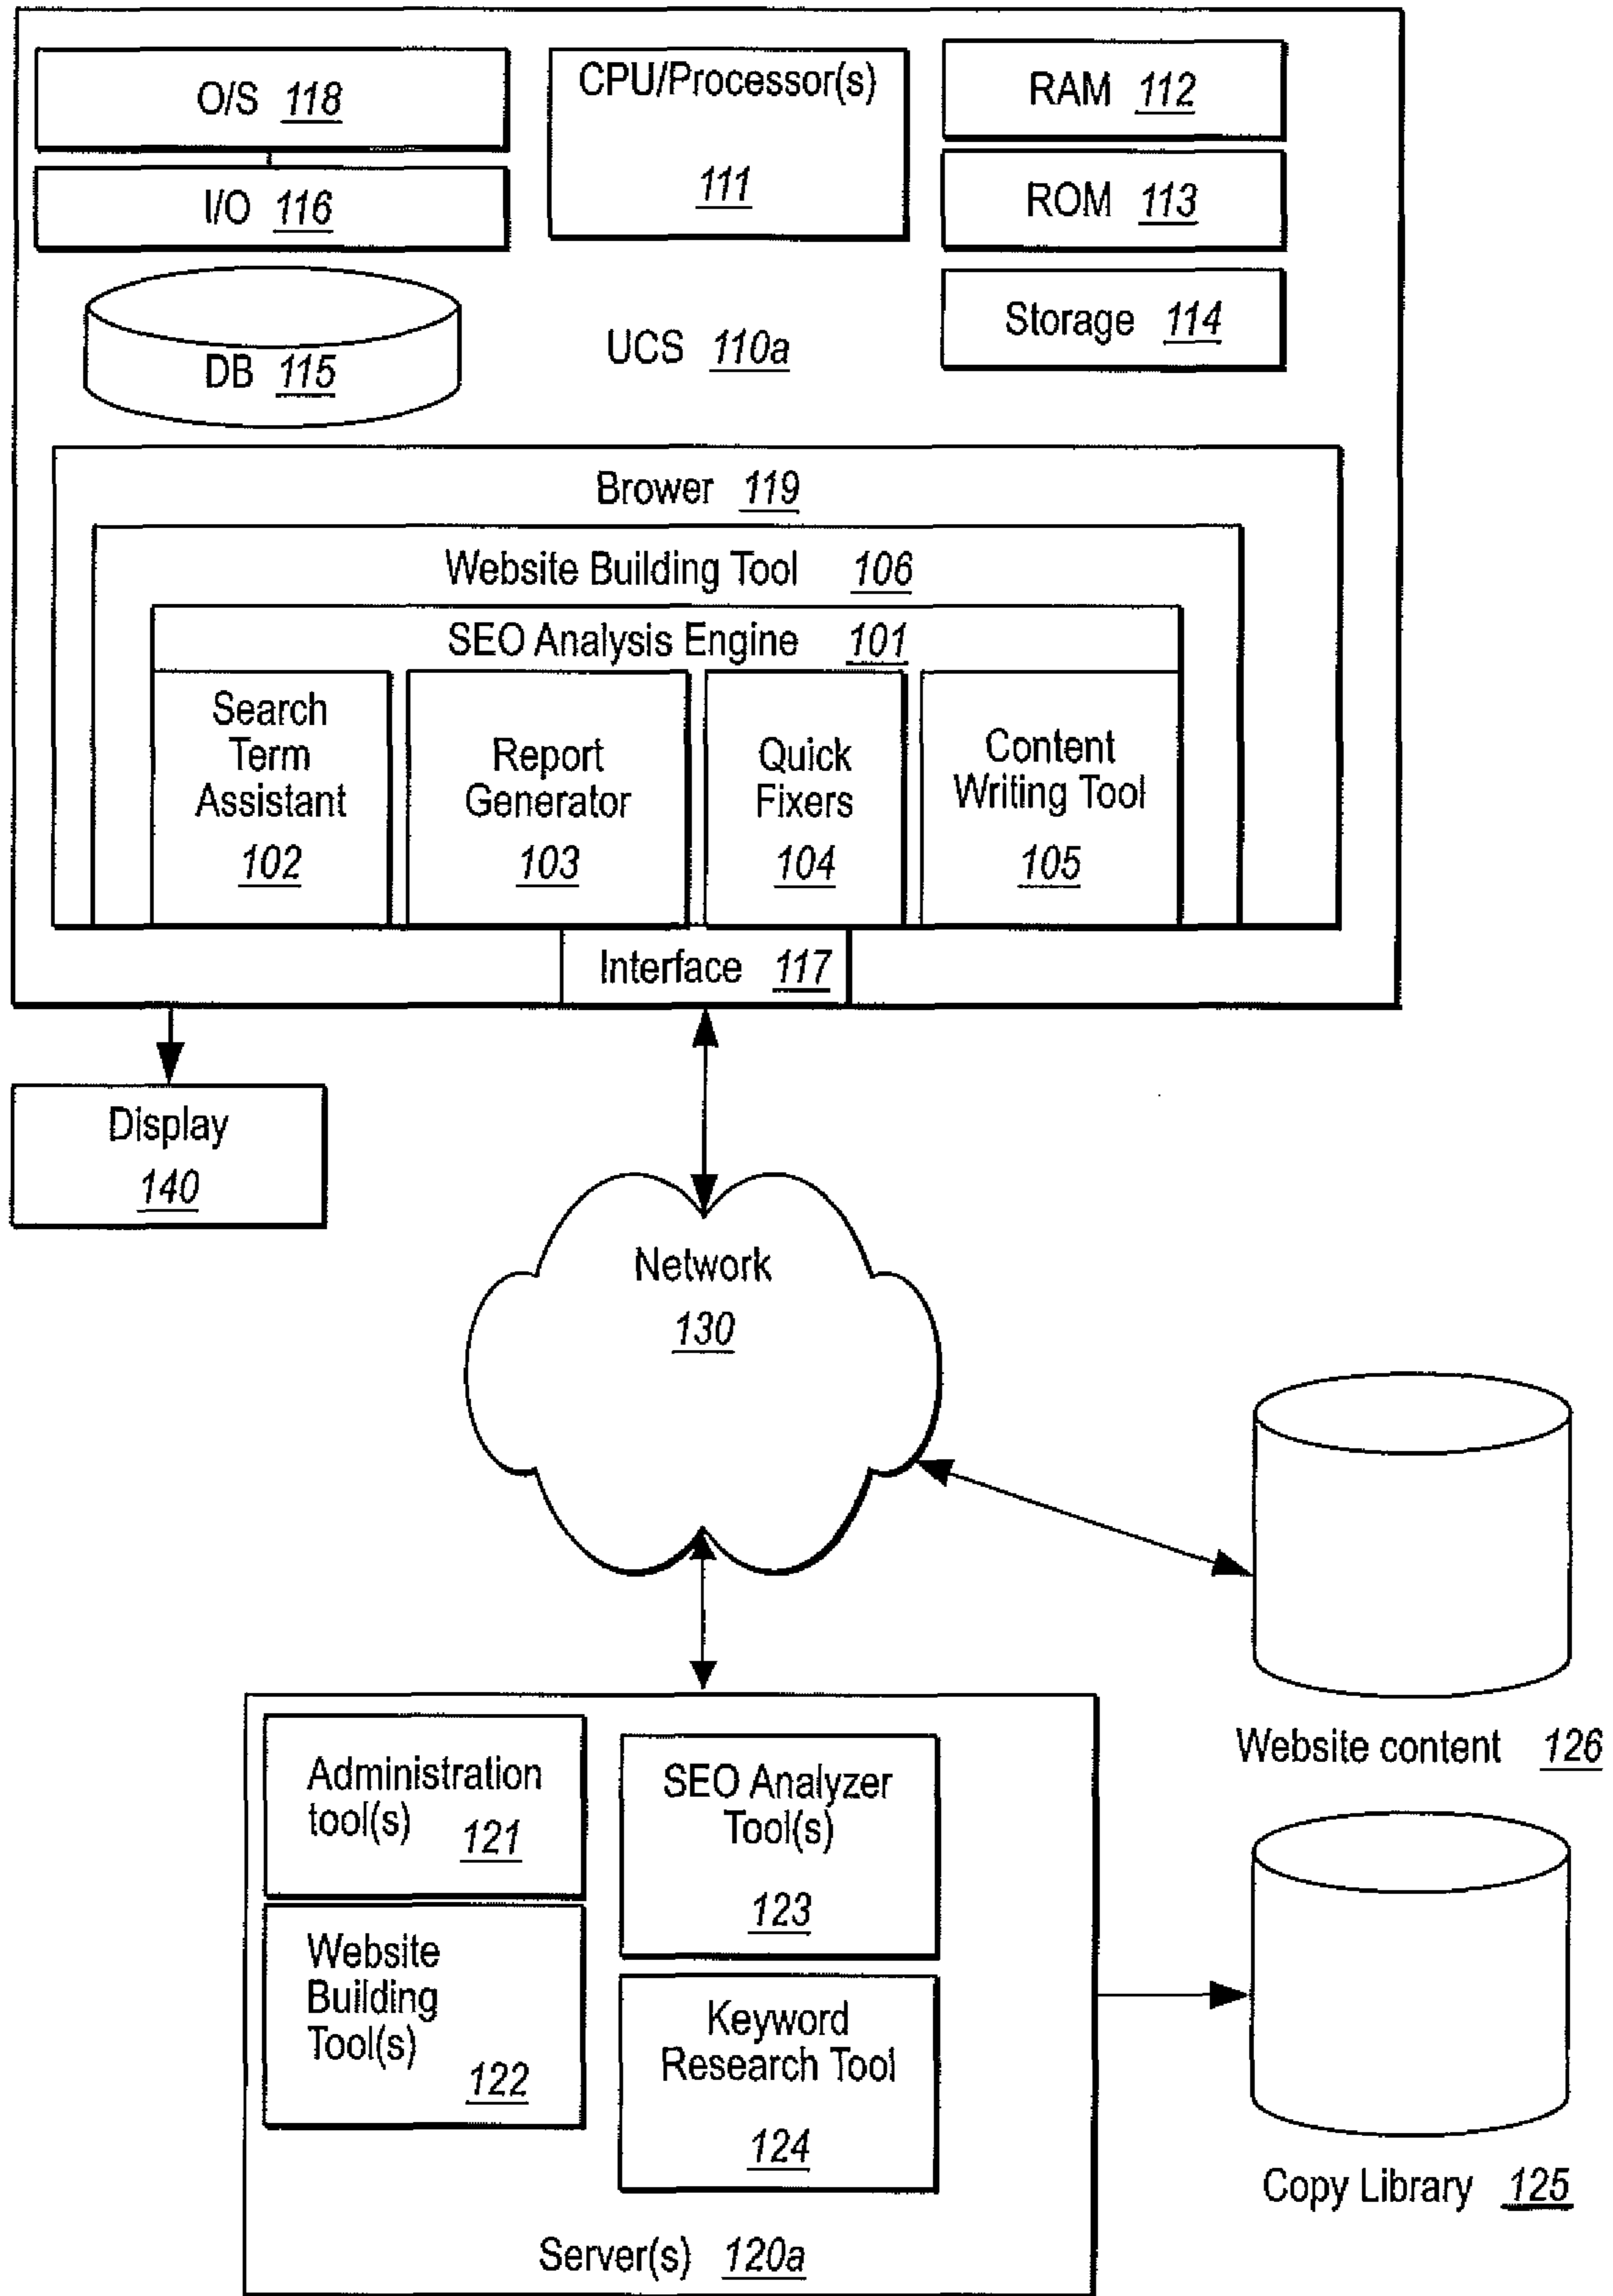 O/S 118
I/O 116
CPU/Processor(s)
111
RAM 112
ROM 113
Storage 114
DB 115
UCS 110a
Brower 119
Website Building Tool 106
SEO Analysis Engine 101
Search
Term
Assistant
102
Report
Generator
103
Quick
Fixers
104
Content
Writing Tool
105
Interface 117
Display
140
Network
130
Website content 126
Administration
tool(s)
121
SEO Analyzer
Tool(s)
123
Website
Building
Tool(s)
122
Keyword
Research Tool
124
Copy Library 125
Server(s) 120a